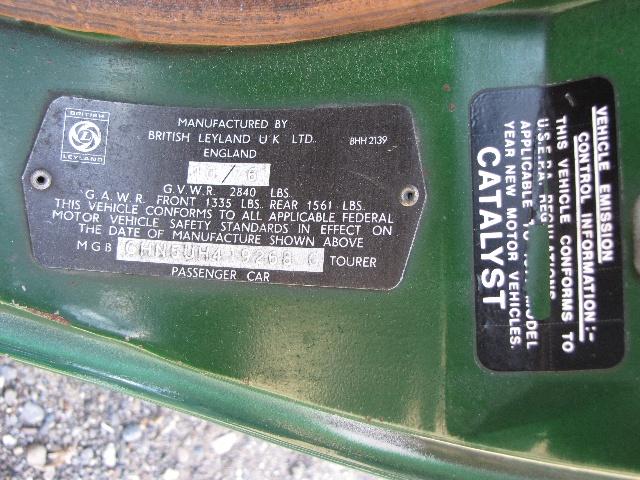 BRITISH
LEYLAND
MANUFACTURED BY
BRITISH LEYLAND U K LTD. BHH 2139
ENGLAND
G.V.W.R. 2840 LBS.
G.A.W.R. FRONT 1335 LBS. REAR 1561 LBS.
THIS VEHICLE CONFORMS TO ALL APPLICABLE FEDERAL
MOTOR VEHICLE SAFETY STANDARDS IN EFFECT ON
THE DATE OF MANUFACTURE SHOWN ABOVE
MGB TOURER
PASSENGER CAR
VEHICLE EMISSION
CONTROL INFORMATION:-
THIS VEHICLE CONFORMS TO
U.S.E.P.A. REGULATIONS
APPLICABLE TO MODEL
YEAR NEW MOTOR VEHICLES.
CATALYST